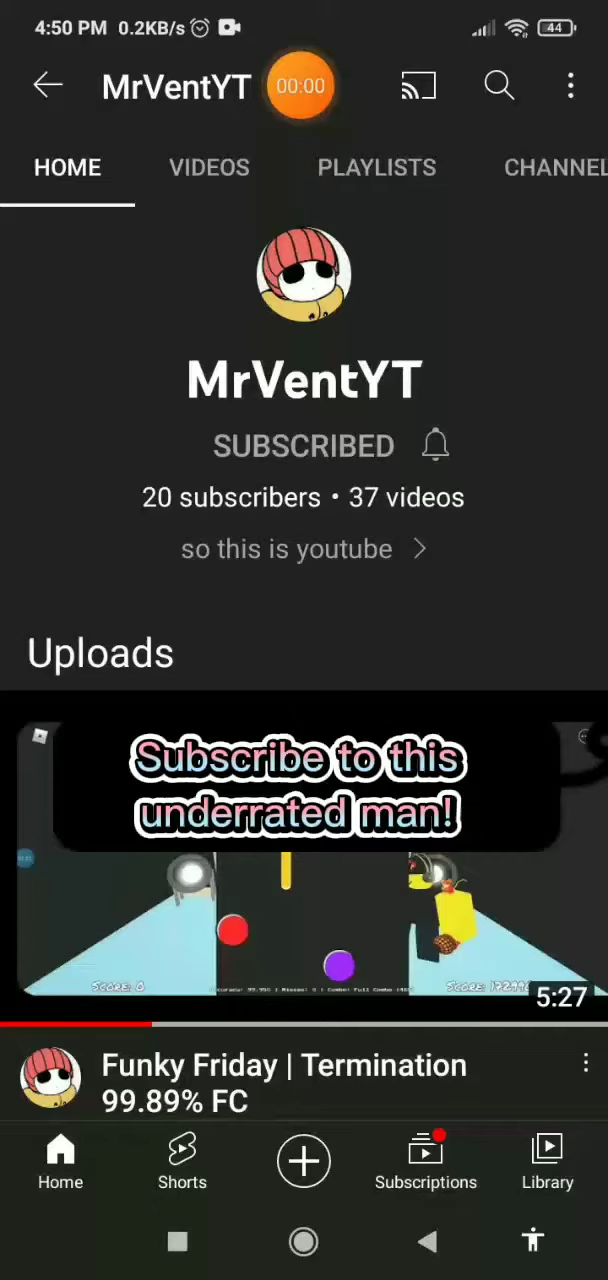 4:50 PM 0.2KB/s 44
MrVentYT 00:00
HOME VIDEOS PLAYLISTS CHANNEL
MrVentYT
SUBSCRIBED
20 subscribers • 37 videos
so this is youtube
Uploads
Subscribe to this
underrated man!
SCORE: 0
5:27
Funky Friday | Termination
99.89% FC
Home Shorts Subscriptions Library